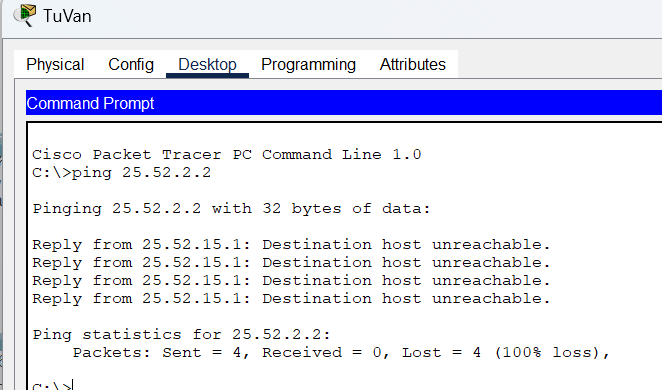 TuVan
Physical Config Desktop Programming Attributes
Command Prompt
Cisco Packet Tracer PC Command Line 1.0
C:\>ping 25.52.2.2
Pinging 25.52.2.2 with 32 bytes of data:
Reply from 25.52.15.1: Destination host unreachable.
Reply from 25.52.15.1: Destination host unreachable.
Reply from 25.52.15.1: Destination host unreachable.
Reply from 25.52.15.1: Destination host unreachable.
Ping statistics for 25.52.2.2:
    Packets: Sent = 4, Received = 0, Lost = 4 (100% loss),
C:\>